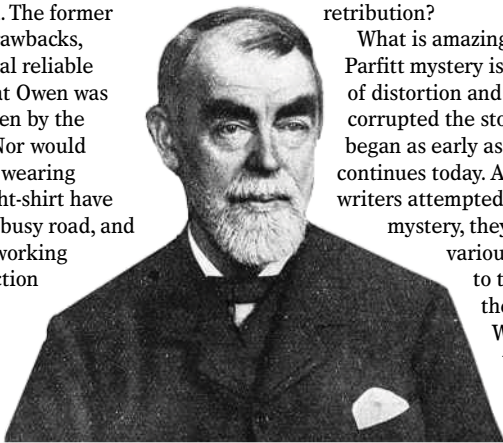 . The former
awbacks,
al reliable
at Owen was
en by the
Nor would
wearing
ht-shirt have
busy road, and
working
ction
retribution?
What is amazing
Parfitt mystery is
of distortion and
corrupted the sto
began as early as
continues today. A
writers attempted
mystery, they
variou
to t
the
W